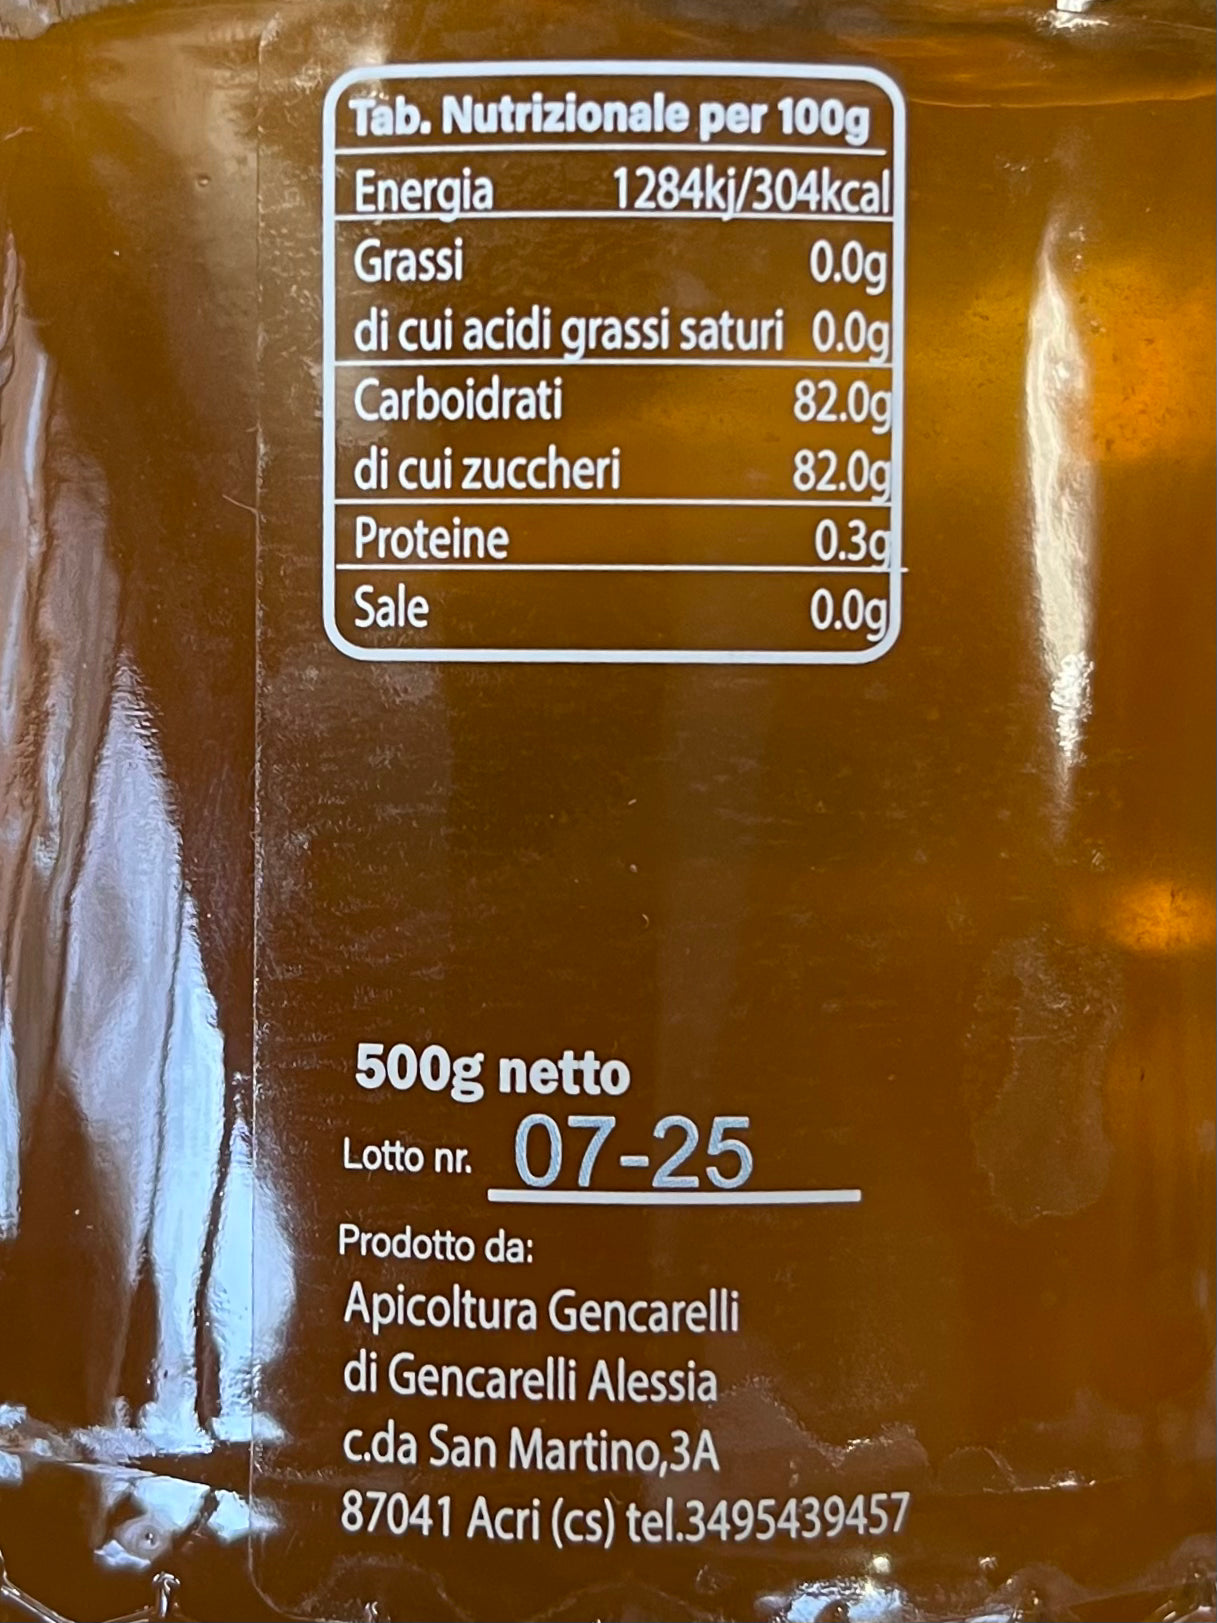 Tab. Nutrizionale per 100g
Energia 1284kj/304kcal
Grassi 0.0g
di cui acidi grassi saturi 0.0g
Carboidrati 82.0g
di cui zuccheri 82.0g
Proteine 0.3g
Sale 0.0g
500g netto
Lotto nr. 07-25
Prodotto da:
Apicoltura Gencarelli
di Gencarelli Alessia
c.da San Martino,3A
87041 Acri (cs) tel.3495439457